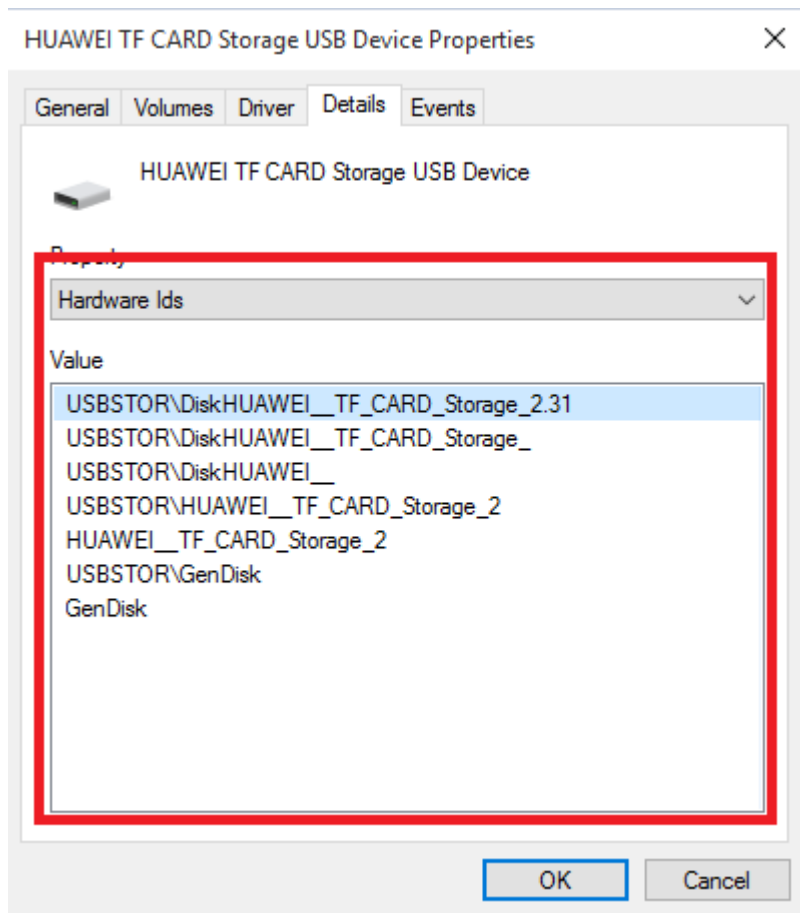 HUAWEI TF CARD Storage USB Device Properties
General Volumes Driver Details Events
HUAWEI TF CARD Storage USB Device
Property
Hardware Ids
Value
USBSTOR\DiskHUAWEI__TF_CARD_Storage_2.31
USBSTOR\DiskHUAWEI__TF_CARD_Storage_
USBSTOR\DiskHUAWEI__
USBSTOR\HUAWEI__TF_CARD_Storage_2
HUAWEI__TF_CARD_Storage_2
USBSTOR\GenDisk
GenDisk
OK Cancel